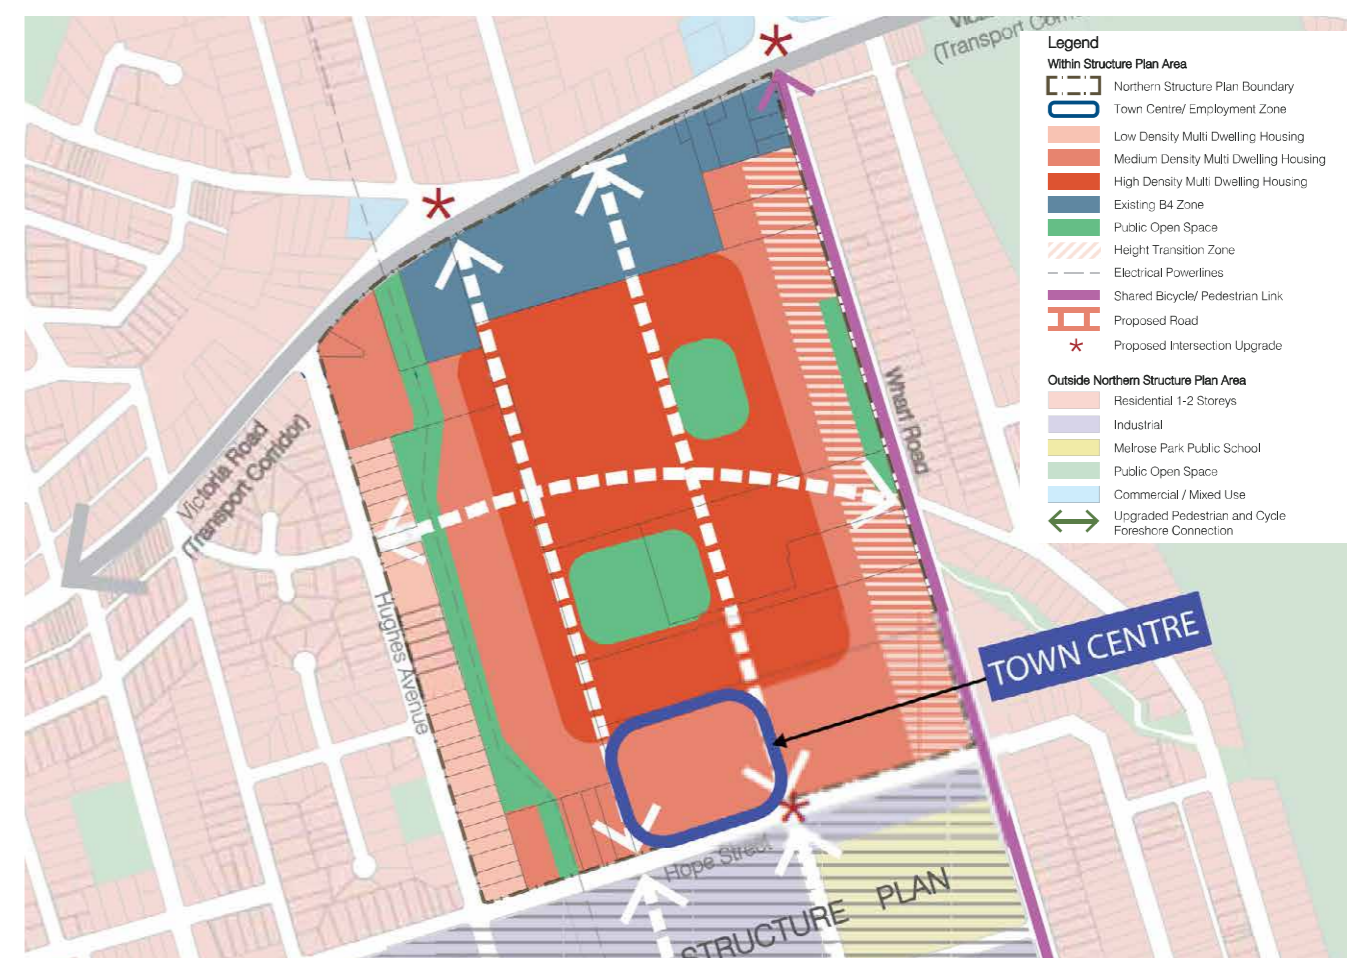 (Transport Corr
Legend
Within Structure Plan Area
Northern Structure Plan Boundary
Town Centre/ Employment Zone
Low Density Multi Dwelling Housing
Medium Density Multi Dwelling Housing
High Density Multi Dwelling Housing
Existing B4 Zone
Public Open Space
Height Transition Zone
Electrical Powerlines
Shared Bicycle/ Pedestrian Link
Proposed Road
Proposed Intersection Upgrade
Outside Northern Structure Plan Area
Residential 1-2 Storeys
Industrial
Melrose Park Public School
Public Open Space
Commercial / Mixed Use
Upgraded Pedestrian and Cycle
Foreshore Connection
Wharf Road
Victoria Road
(Transport Corridor)
Hughes Avenue
TOWN CENTRE
Hope Street
STRUCTURE PLAN